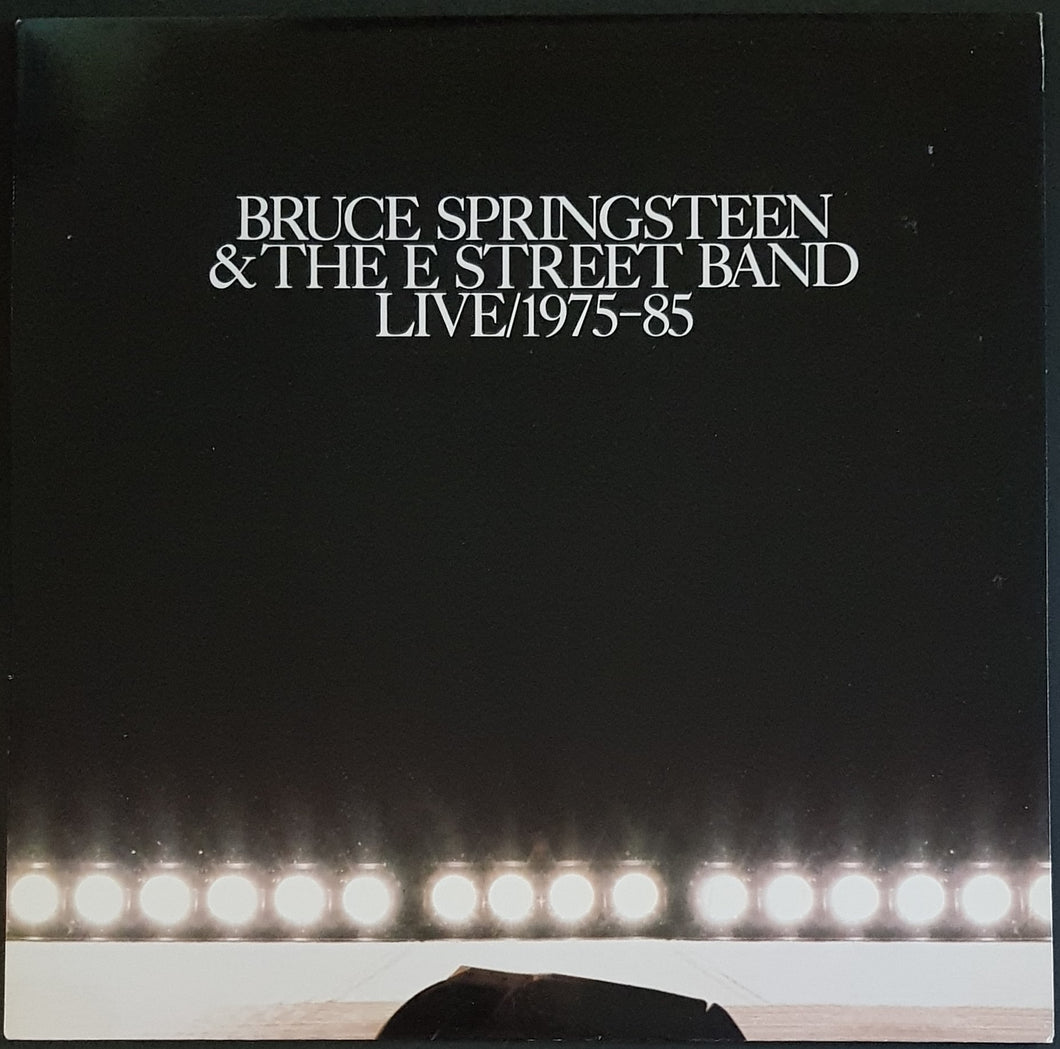 BRUCE SPRINGSTEEN
& THE E STREET BAND
LIVE/1975–85